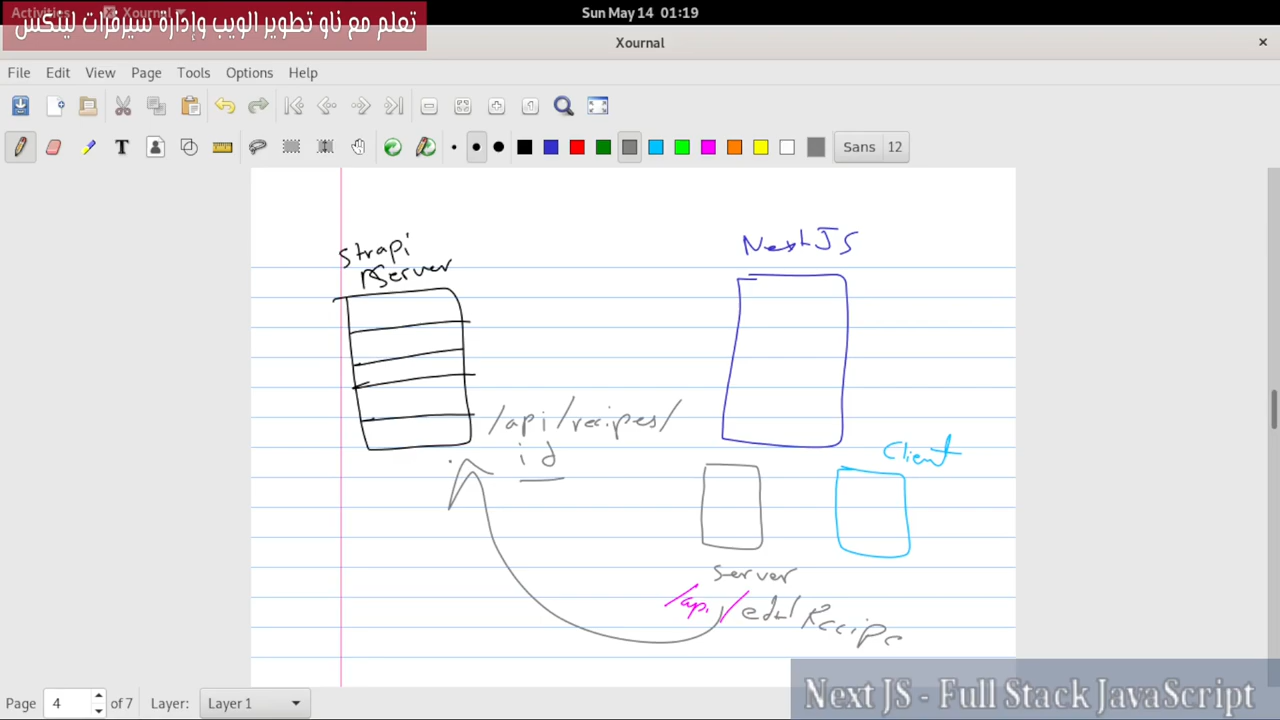 Activities Xournal Sun May 14 01:19
تعلم مع ناو تطوير الويب وإدارة سيرفرات لينكس
Xournal
File Edit View Page Tools Options Help
Sans 12
Strapi
Server
NextJS
/api/recipes/
id
Client
Server
/api/
Recipe
Page 4 of 7 Layer: Layer 1
Next JS - Full Stack JavaScript